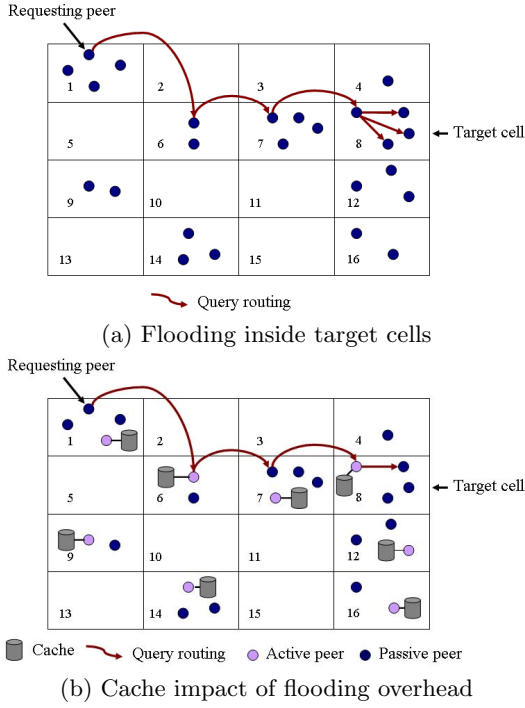 Requesting peer
1 2 3 4
5 6 7 8
Target cell
9 10 11 12
13 14 15 16
Query routing
(a) Flooding inside target cells
Requesting peer
1 2 3 4
5 6 7 8
Target cell
9 10 11 12
13 14 15 16
Cache Query routing Active peer Passive peer
(b) Cache impact of flooding overhead